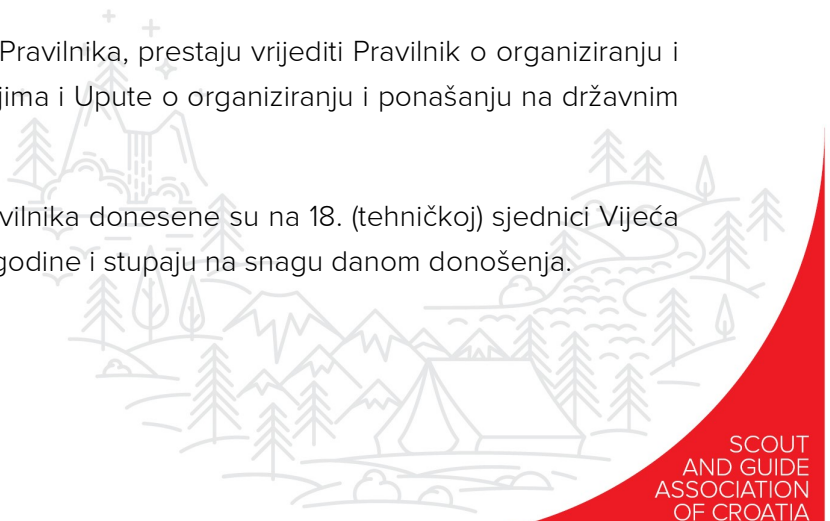 Pravilnika, prestaju vrijediti Pravilnik o organiziranju i
jima i Upute o organiziranju i ponašanju na državnim
vilnika donesene su na 18. (tehničkoj) sjednici Vijeća
godine i stupaju na snagu danom donošenja.
SCOUT
AND GUIDE
ASSOCIATION
OF CROATIA